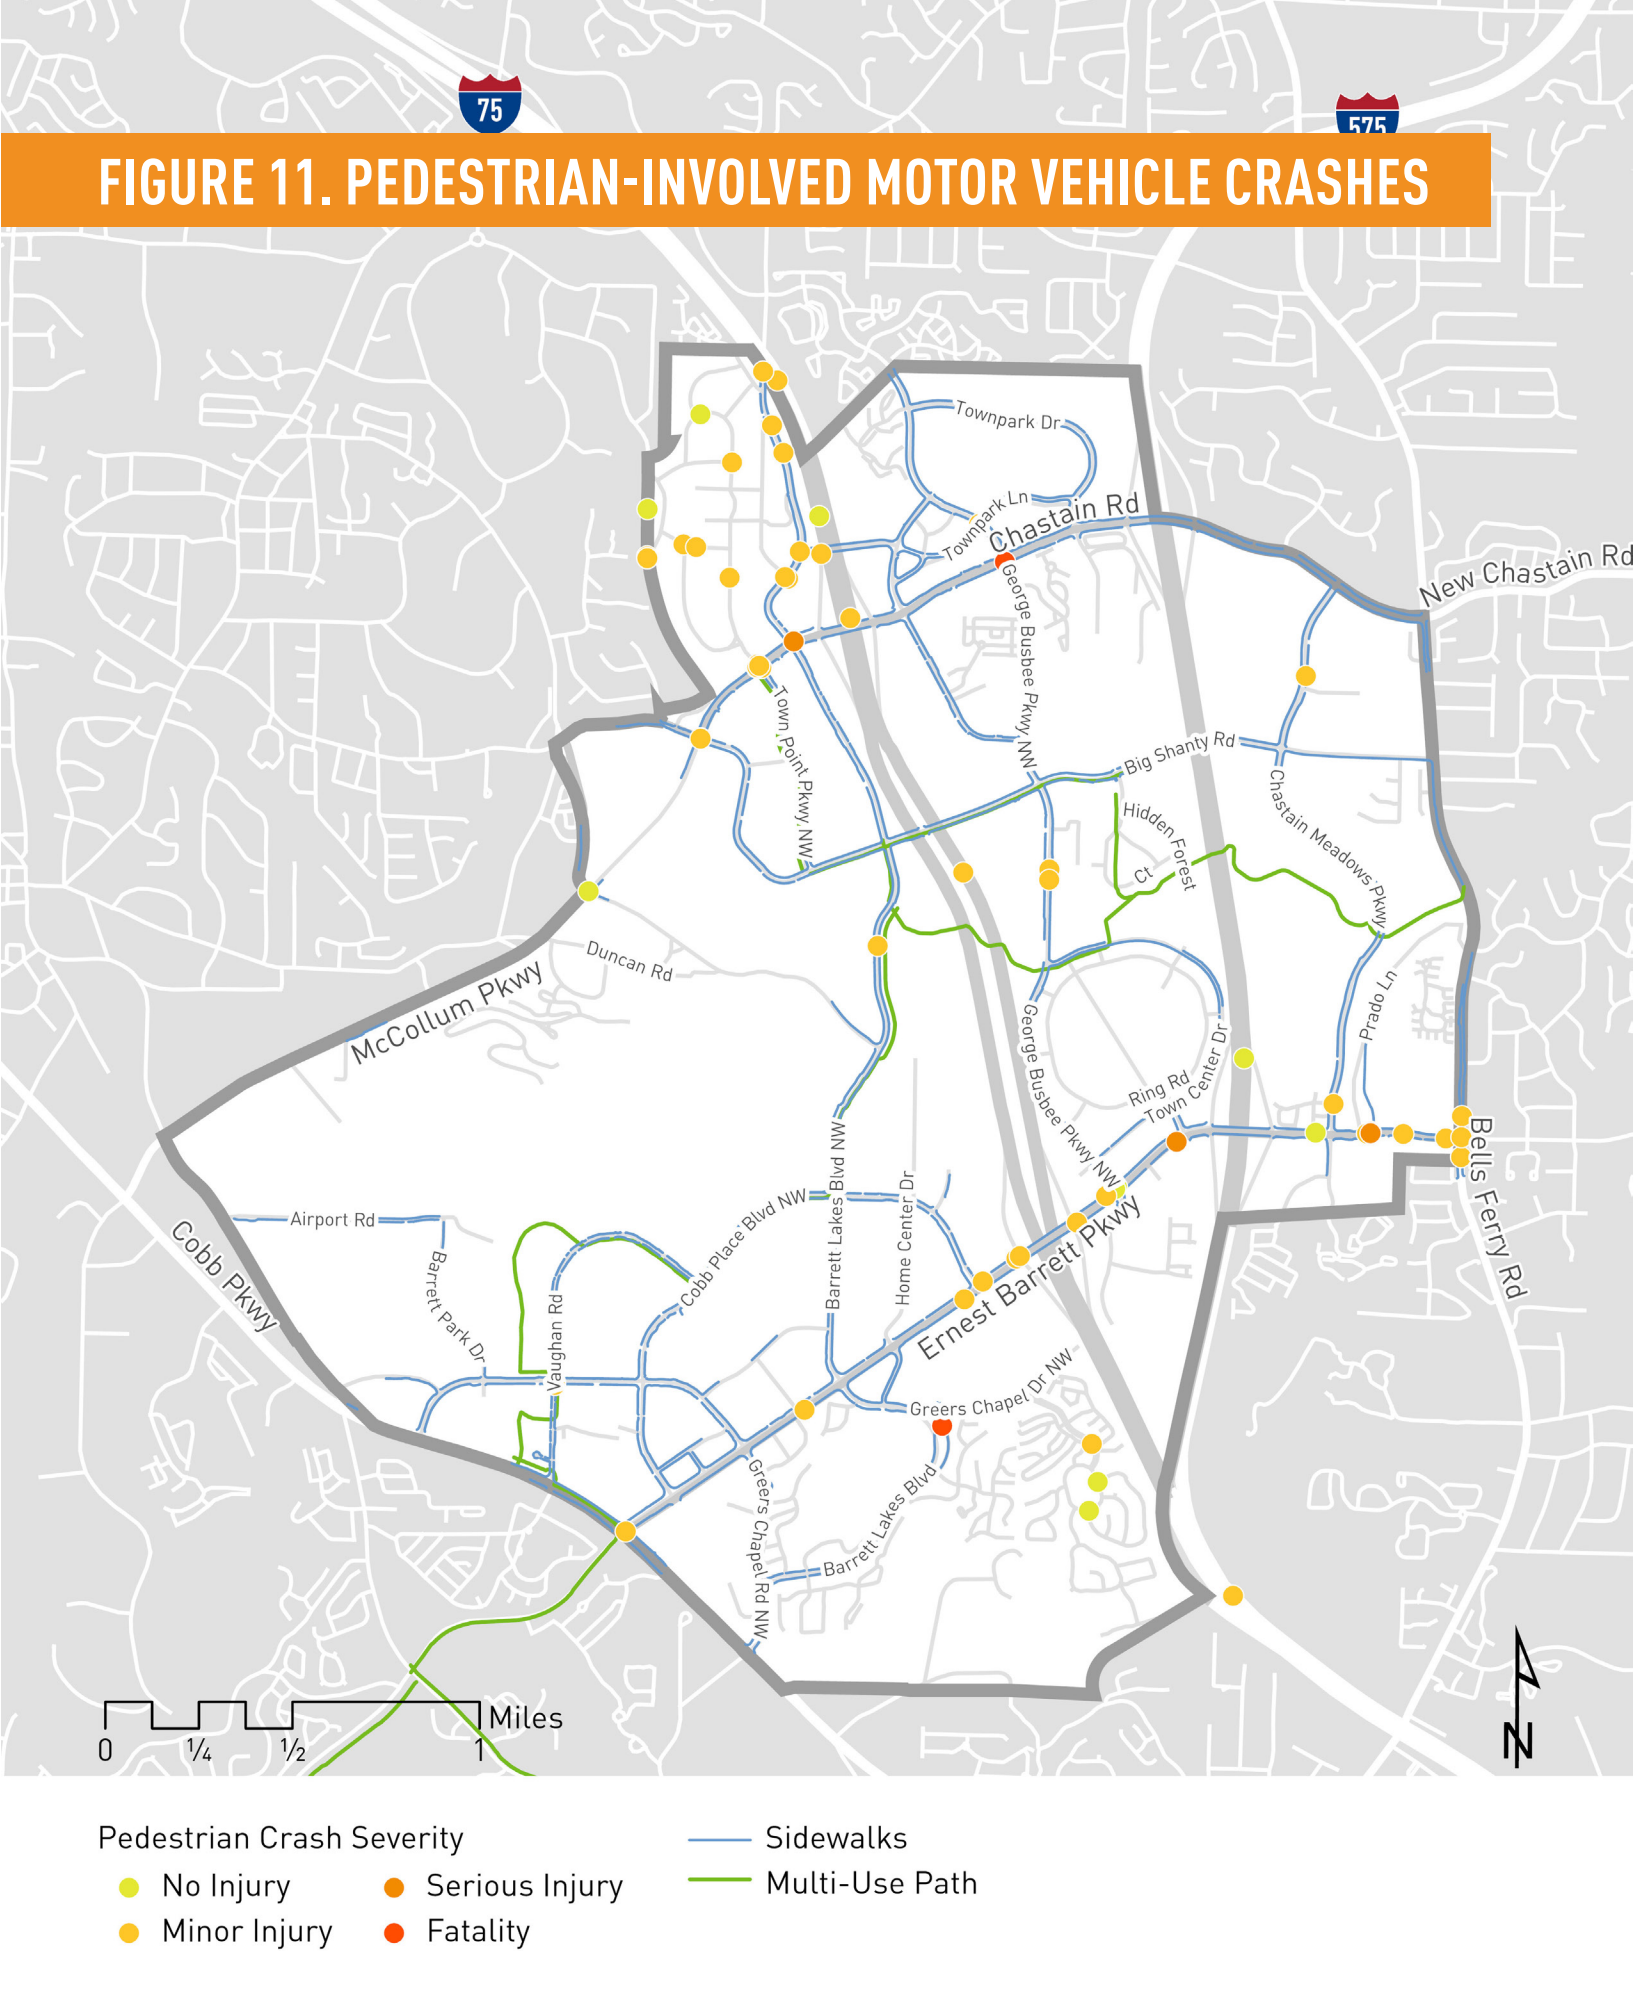 75
575
FIGURE 11. PEDESTRIAN-INVOLVED MOTOR VEHICLE CRASHES
Townpark Dr
Townpark Ln
Chastain Rd
New Chastain Rd
George Busbee Pkwy NW
Town Point Pkwy NW
Big Shanty Rd
Hidden Forest
Ct
Chastain Meadows Pkwy
Duncan Rd
McCollum Pkwy
Prado Ln
George Busbee Pkwy NW
Ring Rd
Town Center Dr
Bells Ferry Rd
Airport Rd
Cobb Pkwy
Barrett Park Dr
Vaughan Rd
Cobb Place Blvd NW
Barrett Lakes Blvd NW
Home Center Dr
Ernest Barrett Pkwy
Greers Chapel Dr NW
Greers Chapel Rd NW
Barrett Lakes Blvd
Miles
0 ¼ ½ 1
N
Pedestrian Crash Severity
No Injury
Minor Injury
Serious Injury
Fatality
Sidewalks
Multi-Use Path